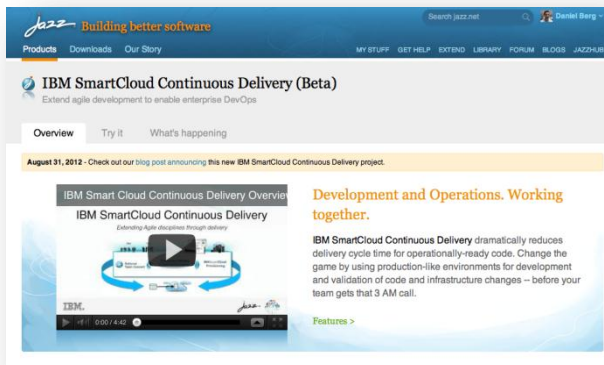 Jazz Building better software
Search jazz.net
Daniel Berg
Products Downloads Our Story
MY STUFF GET HELP EXTEND LIBRARY FORUM BLOGS JAZZHUB
IBM SmartCloud Continuous Delivery (Beta)
Extend agile development to enable enterprise DevOps
Overview Try it What's happening
August 31, 2012 - Check out our blog post announcing this new IBM SmartCloud Continuous Delivery project.
IBM Smart Cloud Continuous Delivery Overview
IBM SmartCloud Continuous Delivery
Extending Agile disciplines through delivery
IBM. Jazz
0:00 / 4:42
Development and Operations. Working
together.
IBM SmartCloud Continuous Delivery dramatically reduces
delivery cycle time for operationally-ready code. Change the
game by using production-like environments for development
and validation of code and infrastructure changes -- before your
team gets that 3 AM call.
Features >